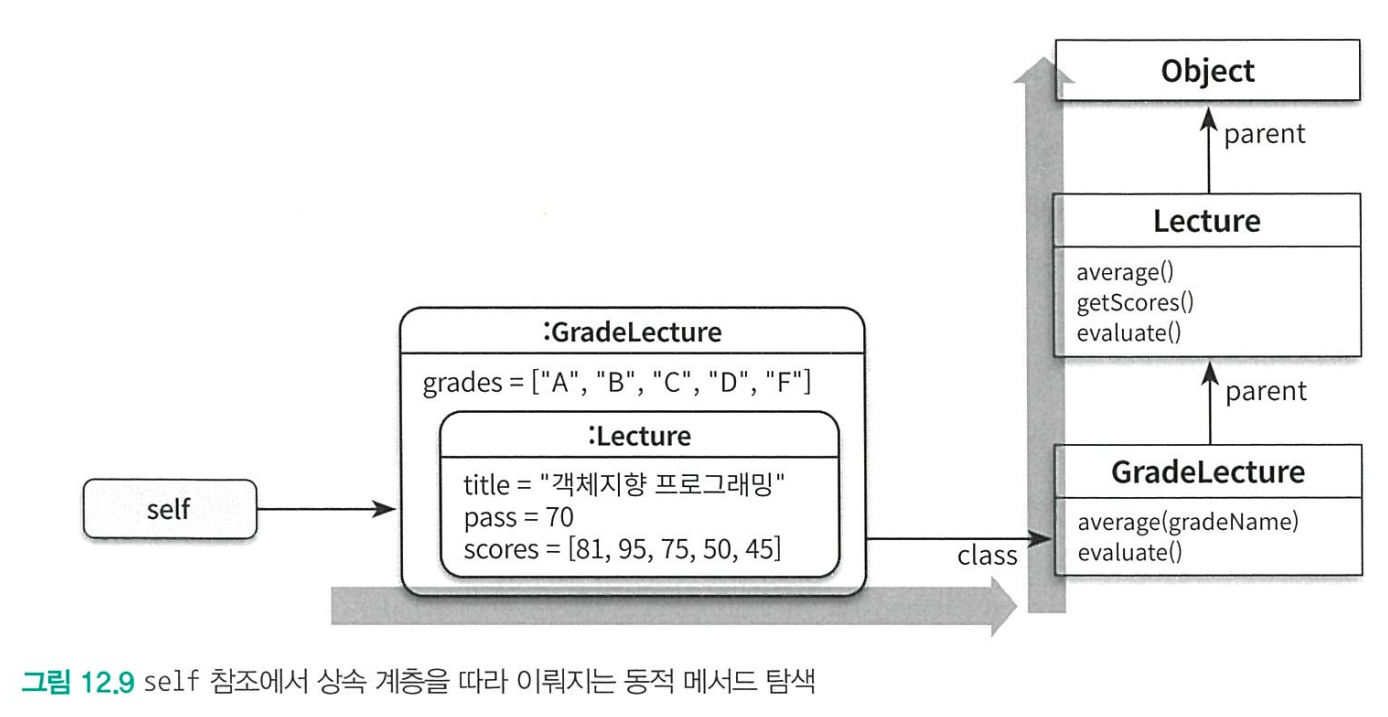 Object
parent
Lecture
average()
getScores()
evaluate()
parent
GradeLecture
average(gradeName)
evaluate()
:GradeLecture
grades = ["A", "B", "C", "D", "F"]
:Lecture
title = "객체지향 프로그래밍"
pass = 70
scores = [81, 95, 75, 50, 45]
self
class
그림 12.9 self 참조에서 상속 계층을 따라 이뤄지는 동적 메서드 탐색